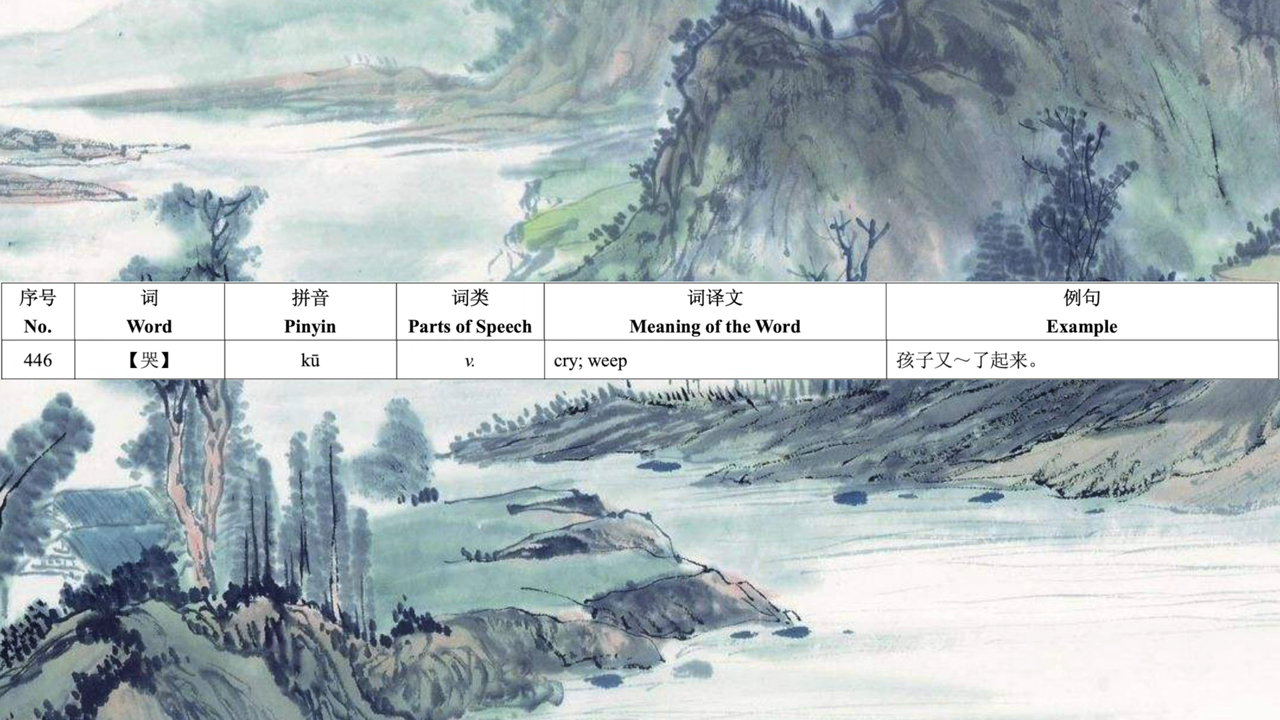 序号 词 拼音 词类 词译文 例句
No. Word Pinyin Parts of Speech Meaning of the Word Example
446 【哭】 kū v. cry; weep 孩子又～了起来。